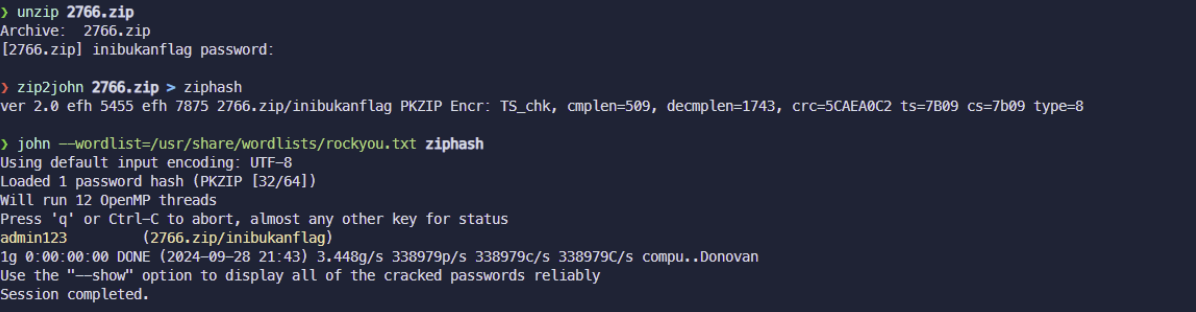 ❯ unzip 2766.zip
Archive:  2766.zip
[2766.zip] inibukanflag password:
❯ zip2john 2766.zip > ziphash
ver 2.0 efh 5455 efh 7875 2766.zip/inibukanflag PKZIP Encr: TS_chk, cmplen=509, decmplen=1743, crc=5CAEA0C2 ts=7B09 cs=7b09 type=8
❯ john --wordlist=/usr/share/wordlists/rockyou.txt ziphash
Using default input encoding: UTF-8
Loaded 1 password hash (PKZIP [32/64])
Will run 12 OpenMP threads
Press 'q' or Ctrl-C to abort, almost any other key for status
admin123         (2766.zip/inibukanflag)
1g 0:00:00:00 DONE (2024-09-28 21:43) 3.448g/s 338979p/s 338979c/s 338979C/s compu..Donovan
Use the "--show" option to display all of the cracked passwords reliably
Session completed.